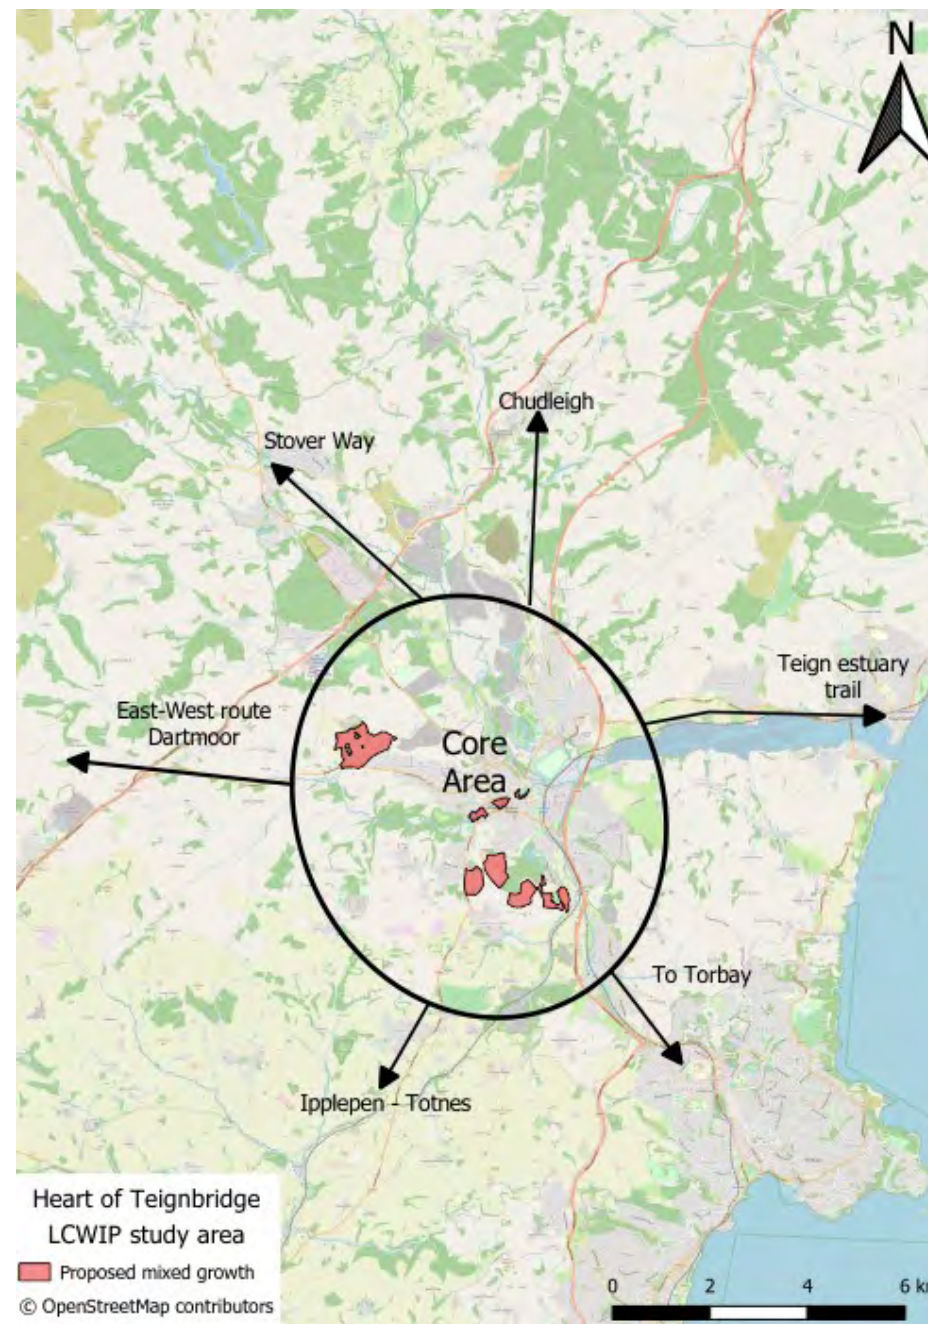 N
Chudleigh
Stover Way
Teign estuary
trail
East-West route
Dartmoor
Core
Area
To Torbay
Ipplepen - Totnes
Heart of Teignbridge
LCWIP study area
Proposed mixed growth
© OpenStreetMap contributors
0 2 4 6